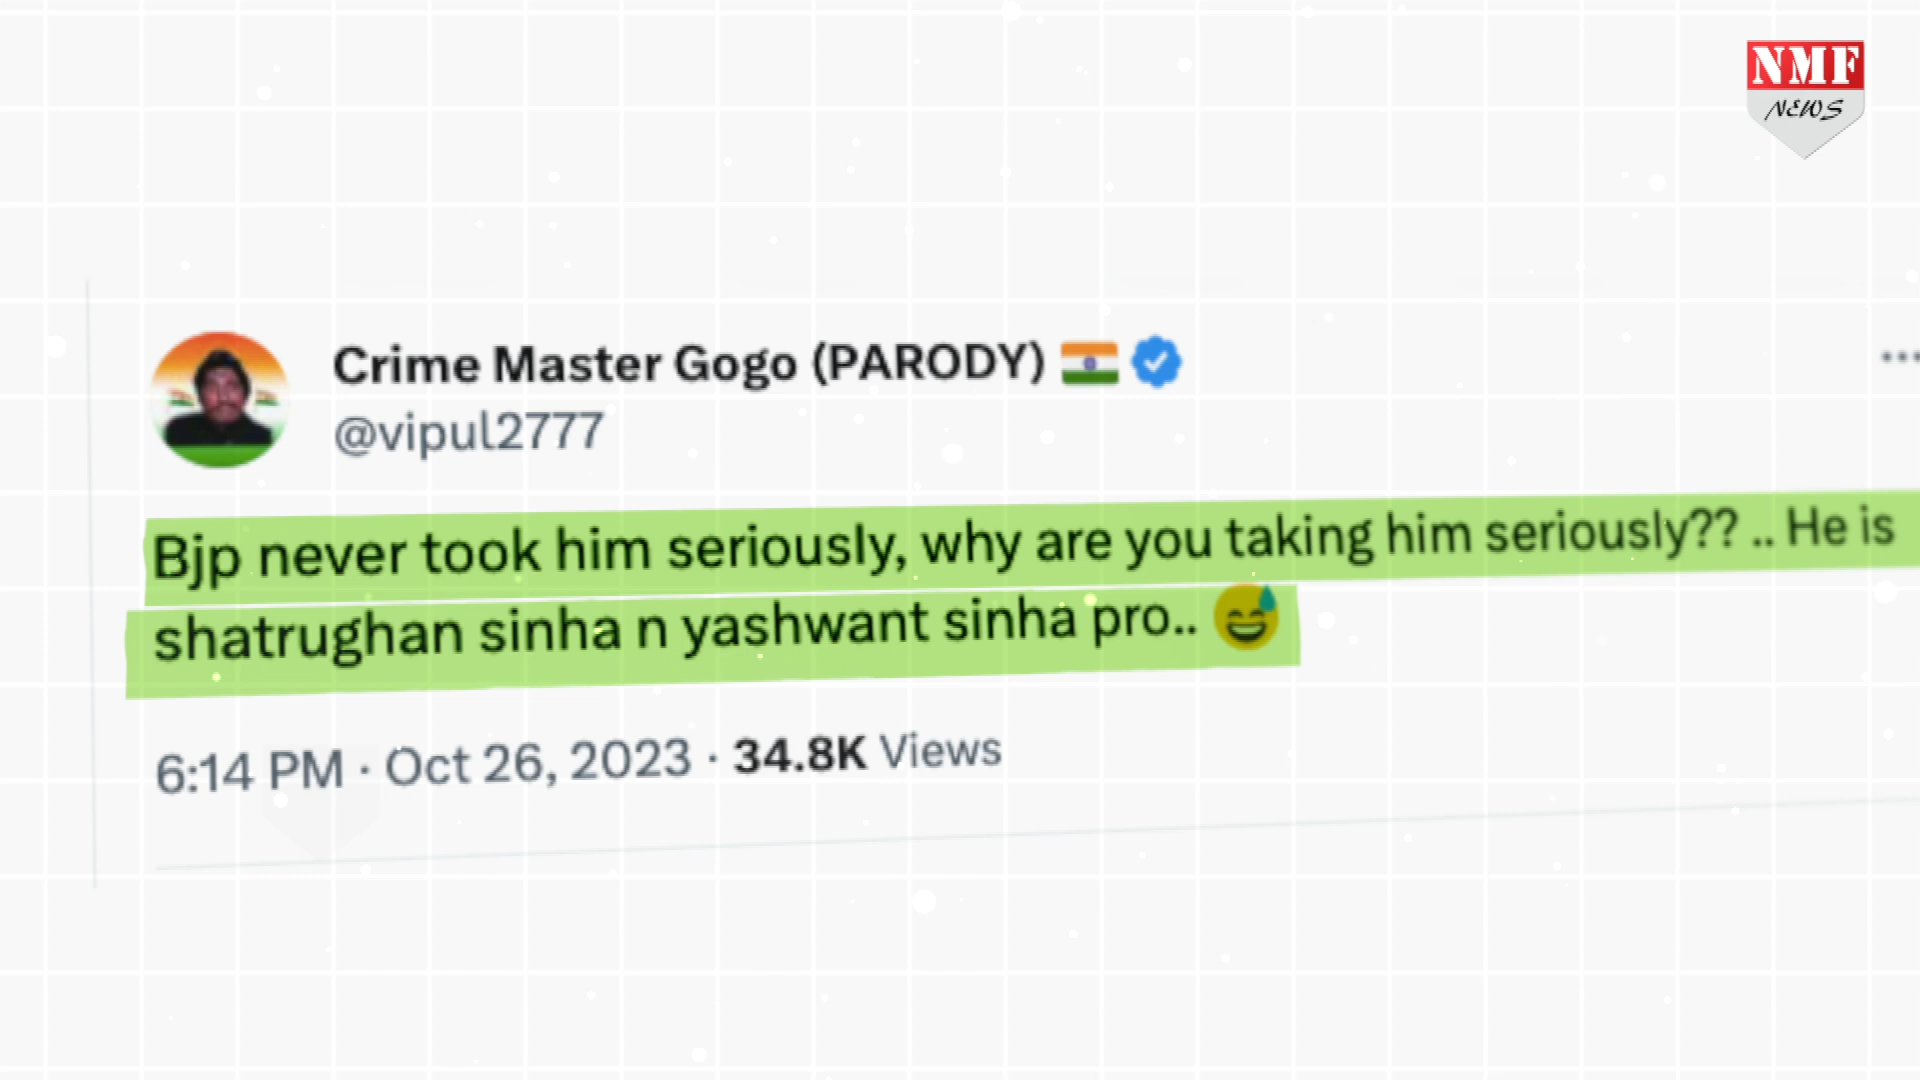 NMF
NEWS
Crime Master Gogo (PARODY)
@vipul2777
Bjp never took him seriously, why are you taking him seriously?? .. He is
shatrughan sinha n yashwant sinha pro.. 😅
6:14 PM · Oct 26, 2023 · 34.8K Views